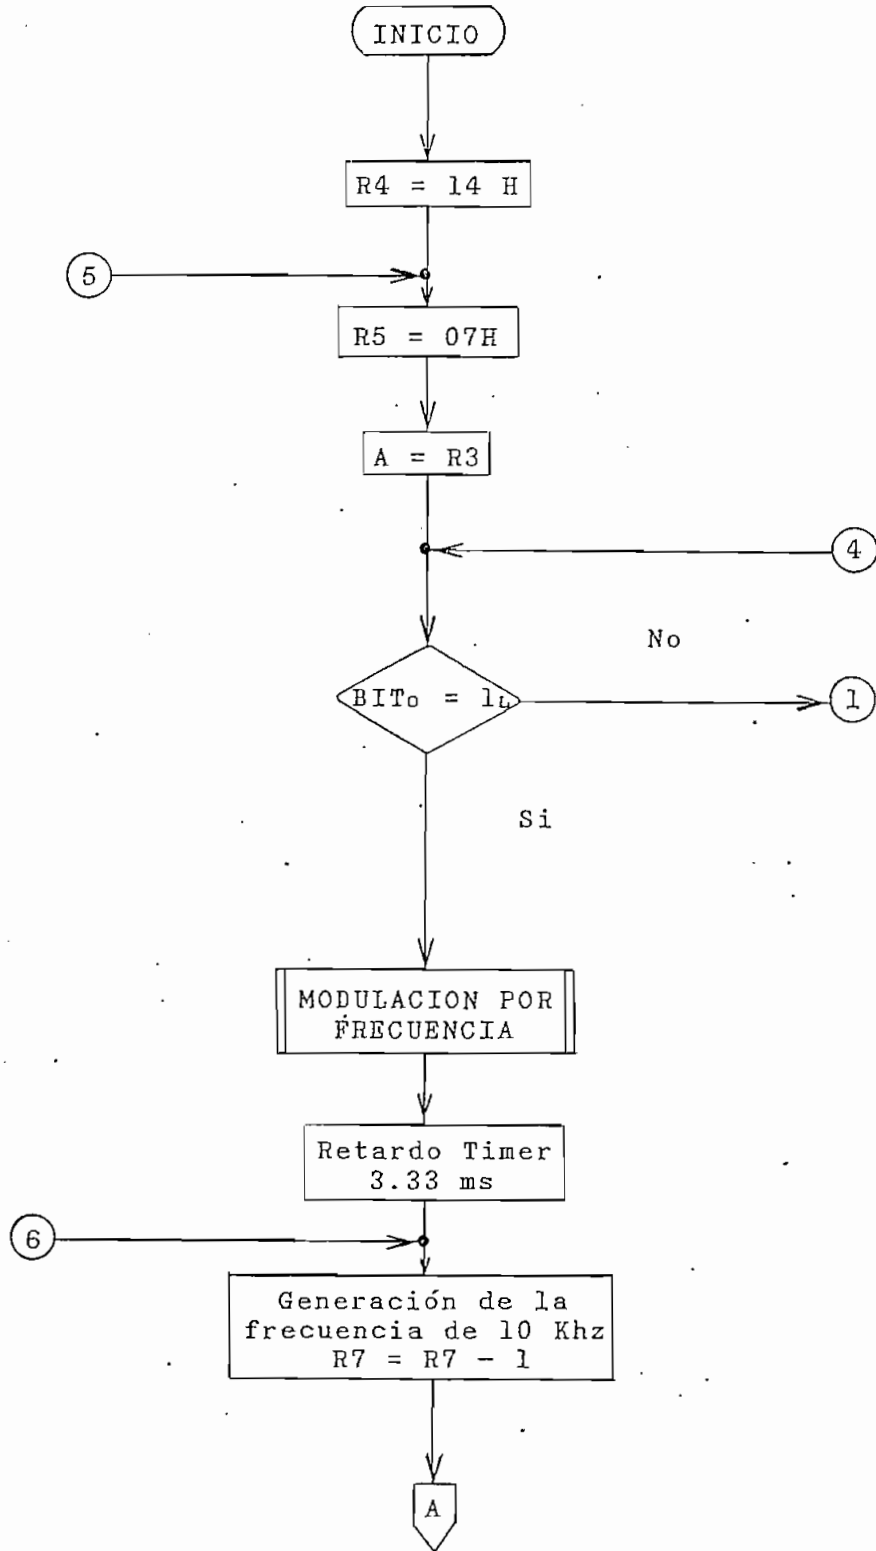 INICIO
R4 = 14 H
5
R5 = 07H
A = R3
4
No
BIT₀ = 1L
1
Si
MODULACION POR
FRECUENCIA
Retardo Timer
3.33 ms
6
Generación de la
frecuencia de 10 Khz
R7 = R7 - 1
A